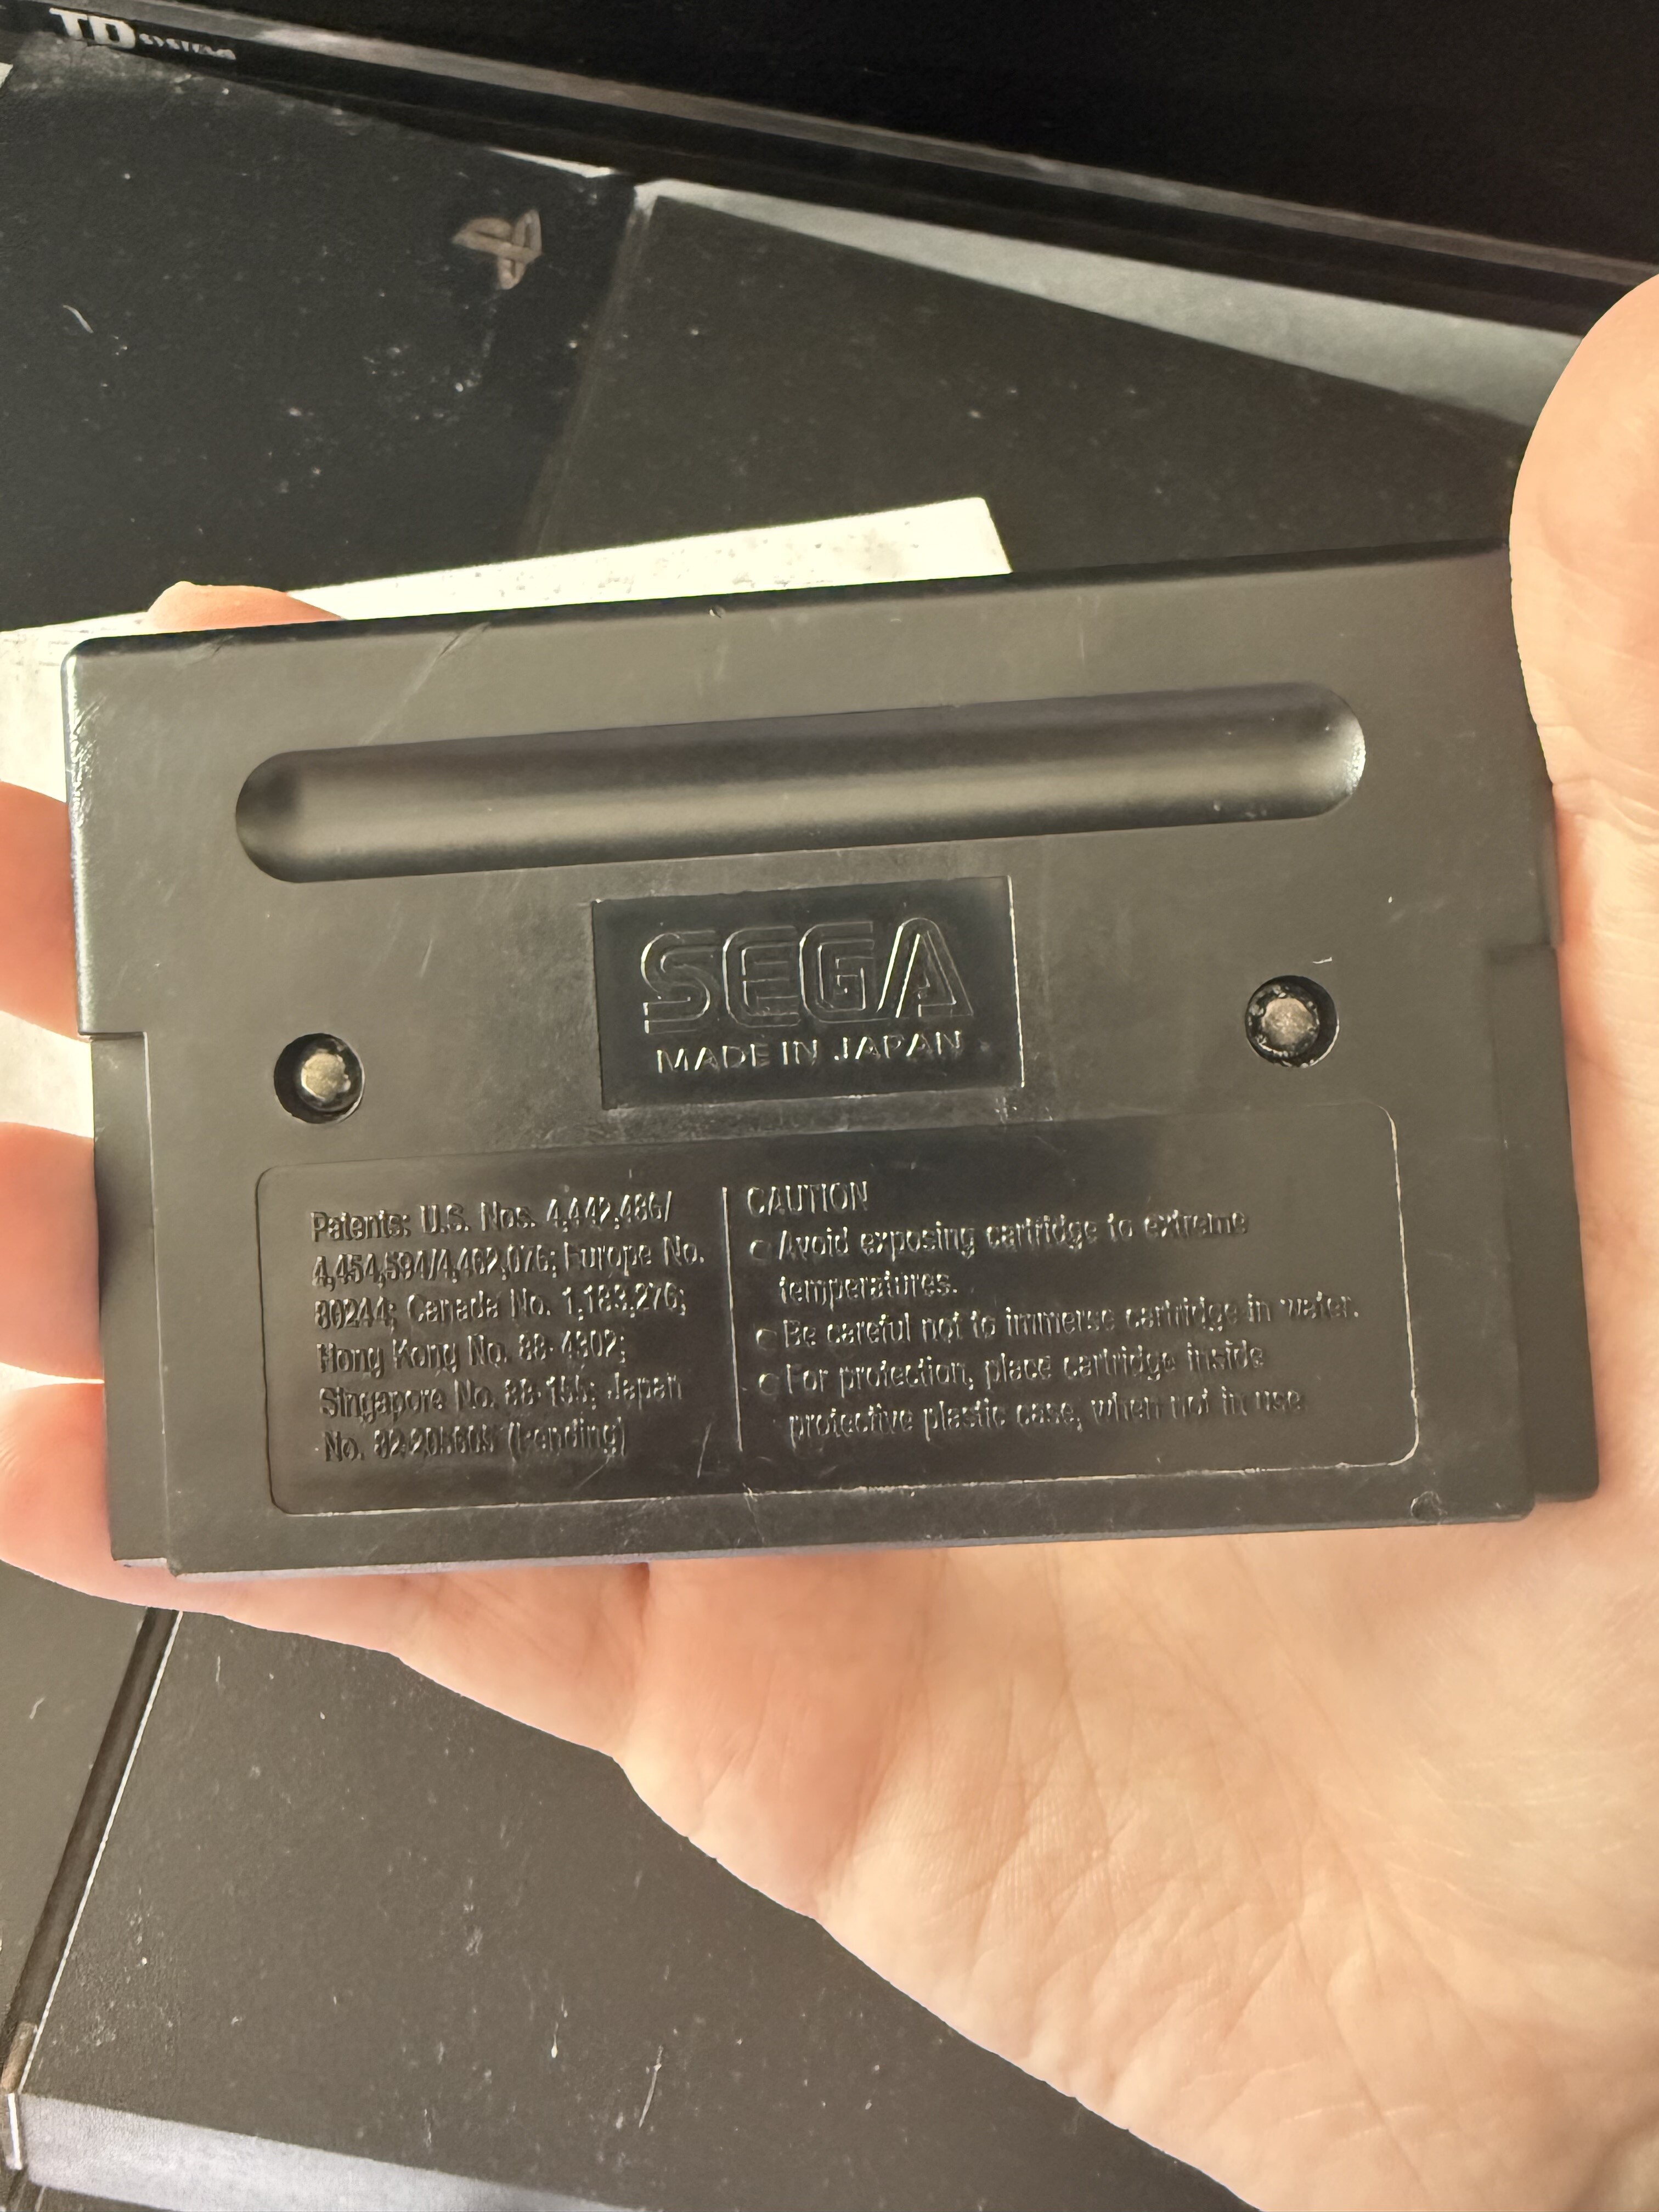 TD SYSTEMS
SEGA
MADE IN JAPAN
Patents: U.S. Nos. 4,442,486/
4,454,594/4,462,076; Europe No.
80244; Canada No. 1,183,276;
Hong Kong No. 88-4302;
Singapore No. 88-155; Japan
No. 82-205605 (Pending)
CAUTION
● Avoid exposing cartridge to extreme
temperatures.
● Be careful not to immerse cartridge in water.
● For protection, place cartridge inside
protective plastic case, when not in use